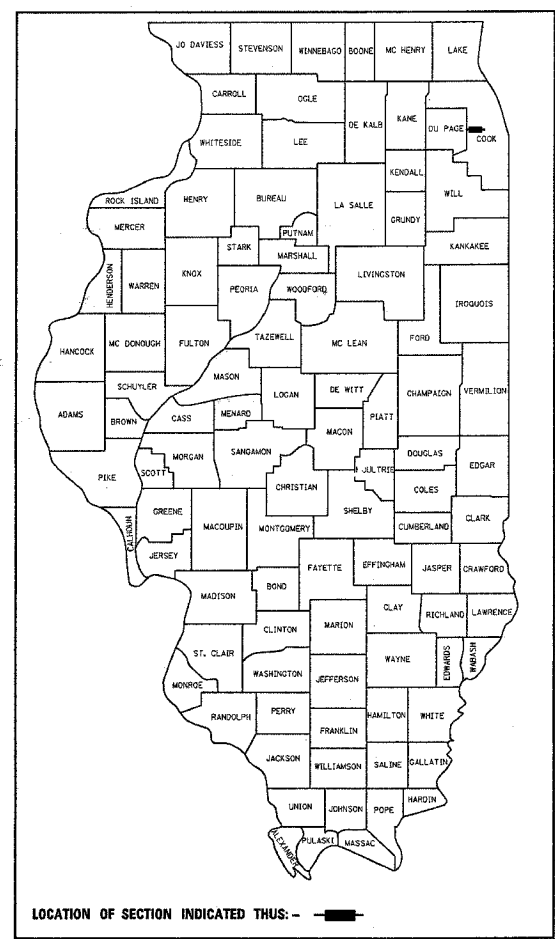 JO DAVIESS STEVENSON WINNEBAGO BOONE MC HENRY LAKE
CARROLL OGLE
DE KALB KANE DU PAGE COOK
WHITESIDE LEE
KENDALL WILL
ROCK ISLAND HENRY BUREAU LA SALLE GRUNDY
MERCER PUTNAM
STARK MARSHALL KANKAKEE
HENDERSON WARREN KNOX PEORIA WOODFORD LIVINGSTON IROQUOIS
HANCOCK MC DONOUGH FULTON TAZEWELL MC LEAN FORD
SCHUYLER MASON LOGAN DE WITT CHAMPAIGN VERMILION
ADAMS BROWN CASS MENARD PIATT
MACON
MORGAN SANGAMON DOUGLAS EDGAR
PIKE SCOTT CHRISTIAN JULTRIE COLES
GREENE MACOUPIN SHELBY
CALHOUN MONTGOMERY CUMBERLAND CLARK
JERSEY FAYETTE EFFINGHAM JASPER CRAWFORD
MADISON BOND
CLAY RICHLAND LAWRENCE
CLINTON MARION
ST. CLAIR WAYNE EDWARDS WABASH
WASHINGTON JEFFERSON
MONROE
RANDOLPH PERRY HAMILTON WHITE
FRANKLIN
JACKSON WILLIAMSON SALINE GALLATIN
HARDIN
UNION JOHNSON POPE
ALEXANDER PULASKI MASSAC
LOCATION OF SECTION INDICATED THUS: -